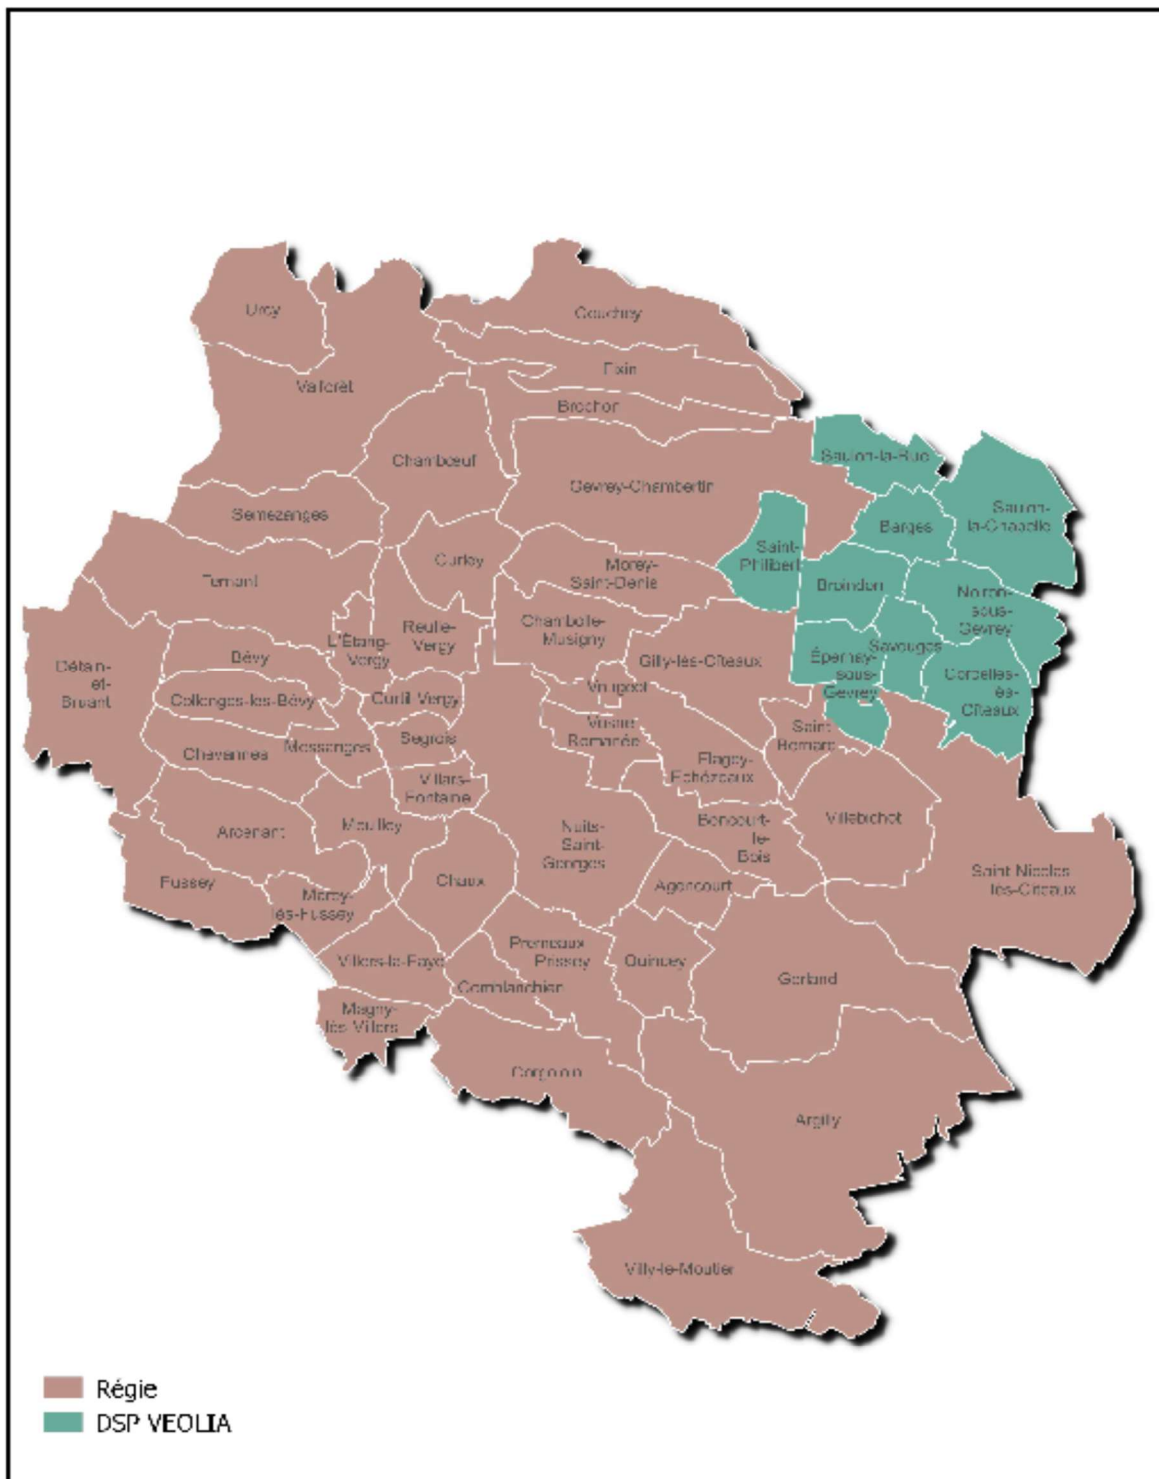 Urcy
Couchey
Valforêt
Fixin
Brochon
Chambœuf
Saulon-la-Rue
Gevrey-Chambertin
Semezanges
Barges
Saulon-
la-Chapelle
Saint-
Philibert
Curley
Ternant
Morey-
Saint-Denis
Broindon
Noiron-
sous-
Gevrey
Chambolle-
Musigny
Reulle-
Vergy
L'Étang-
Vergy
Bévy
Gilly-lès-Cîteaux
Épernay-
sous-
Gevrey
Savouges
Corcelles-
lès-
Cîteaux
Détain-
et-
Bruant
Collonges-lès-Bévy
Curtil-Vergy
Vougeot
Vosne
Romanée
Saint
Bernard
Chevannes
Messanges
Segrois
Flagey-
Echézeaux
Villars-
Fontaine
Arcenant
Meuilley
Nuits-
Saint-
Georges
Boncourt-
le-
Bois
Villebichot
Saint Nicolas
lès-Cîteaux
Fussey
Marey-
lès-Fussey
Chaux
Agencourt
Villers-la-Faye
Premeaux
Prissey
Quincey
Gerland
Comblanchien
Magny-
lès-Villers
Corgoloin
Argilly
Villy-le-Moutier
Régie
DSP VEOLIA